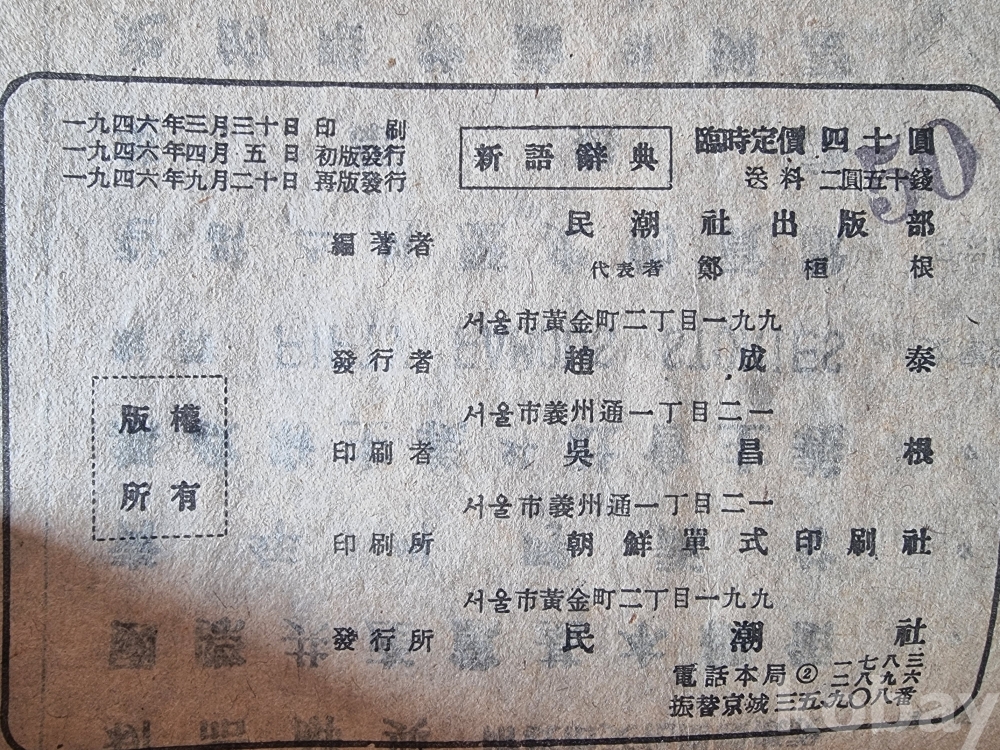 一九四六年三月三十日 印刷
一九四六年四月五日 初版發行
一九四六年九月二十日 再版發行
新語辭典
臨時定價 四十圓
送料 二圓五十錢
50
編著者 民潮社出版部
代表者 鄭桓根
서울市黃金町二丁目一九九
發行者 趙成泰
서울市義州通一丁目二一
印刷者 吳昌根
서울市義州通一丁目二一
印刷所 朝鮮單式印刷社
서울市黃金町二丁目一九九
發行所 民潮社
電話本局② 一七八三
二八九六
振替京城三五九〇八番
版權
所有
kobay